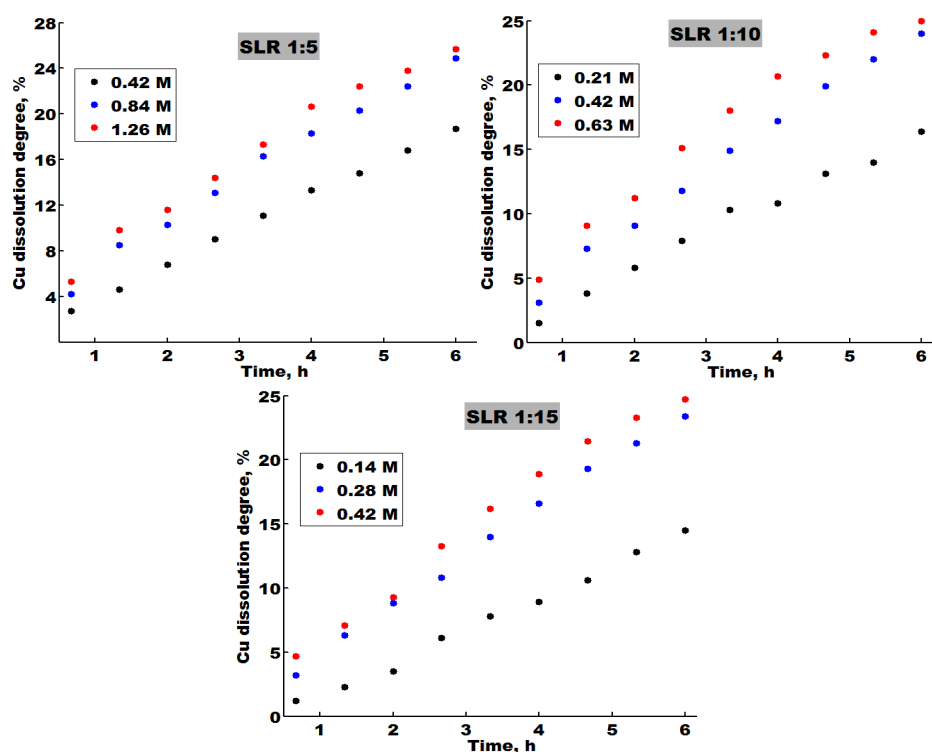 SLR 1:5
Cu dissolution degree, %
28
24
20
16
12
8
4
0.42 M
0.84 M
1.26 M
1 2 3 4 5 6
Time, h
SLR 1:10
Cu dissolution degree, %
25
20
15
10
5
0
0.21 M
0.42 M
0.63 M
1 2 3 4 5 6
Time, h
SLR 1:15
Cu dissolution degree, %
25
20
15
10
5
0
0.14 M
0.28 M
0.42 M
1 2 3 4 5 6
Time, h